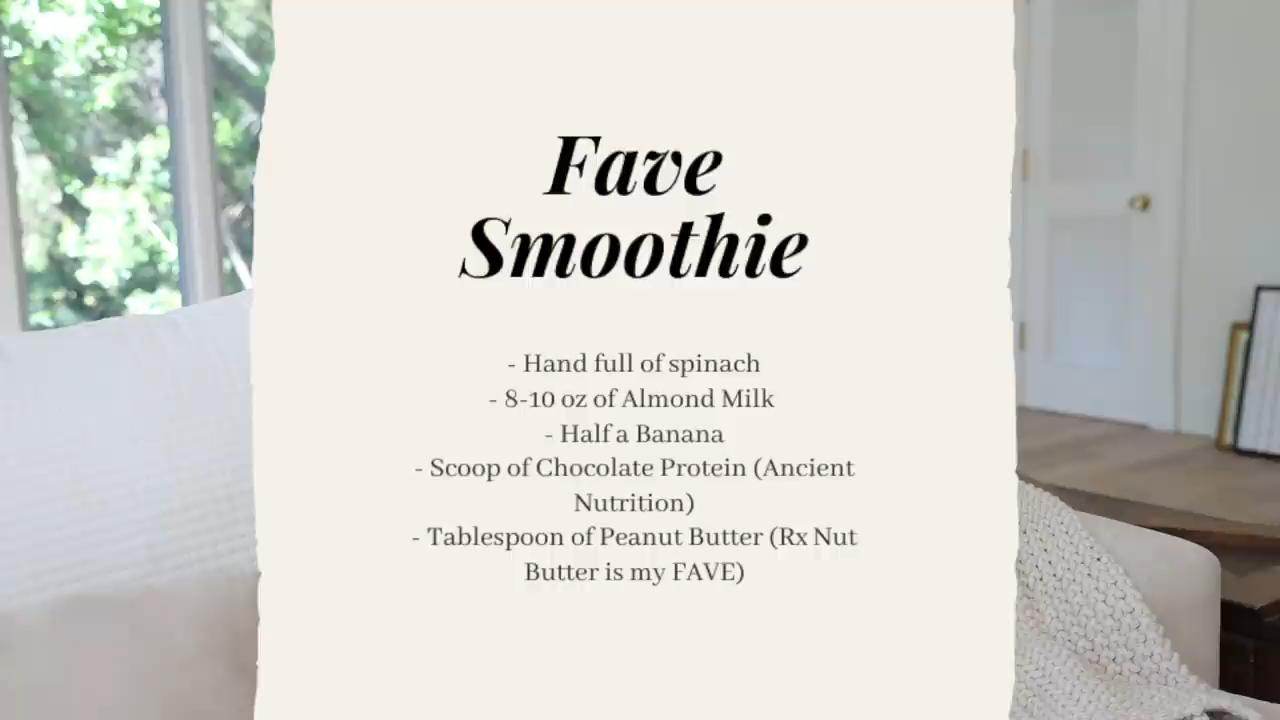 Fave
Smoothie
- Hand full of spinach
- 8-10 oz of Almond Milk
- Half a Banana
- Scoop of Chocolate Protein (Ancient
Nutrition)
- Tablespoon of Peanut Butter (Rx Nut
Butter is my FAVE)